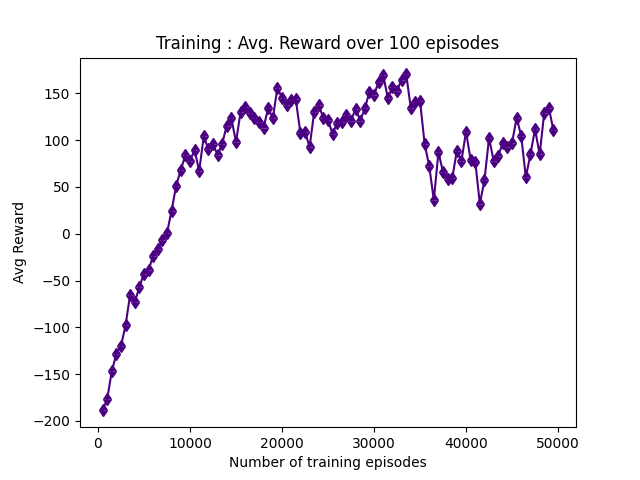 Training : Avg. Reward over 100 episodes
150
100
50
0
−50
−100
−150
−200
Avg Reward
0 10000 20000 30000 40000 50000
Number of training episodes